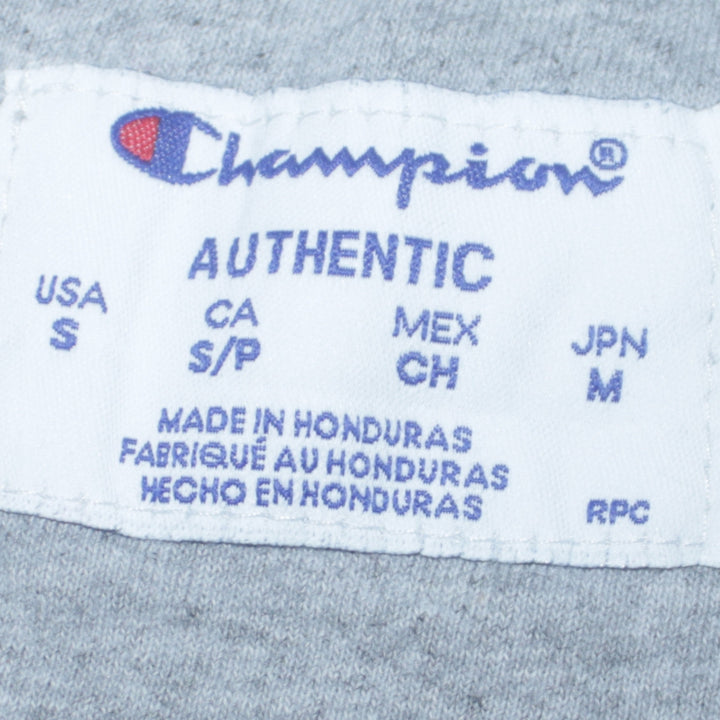 Champion®
AUTHENTIC
USA CA MEX JPN
S S/P CH M
MADE IN HONDURAS
FABRIQUÉ AU HONDURAS
HECHO EN HONDURAS RPC